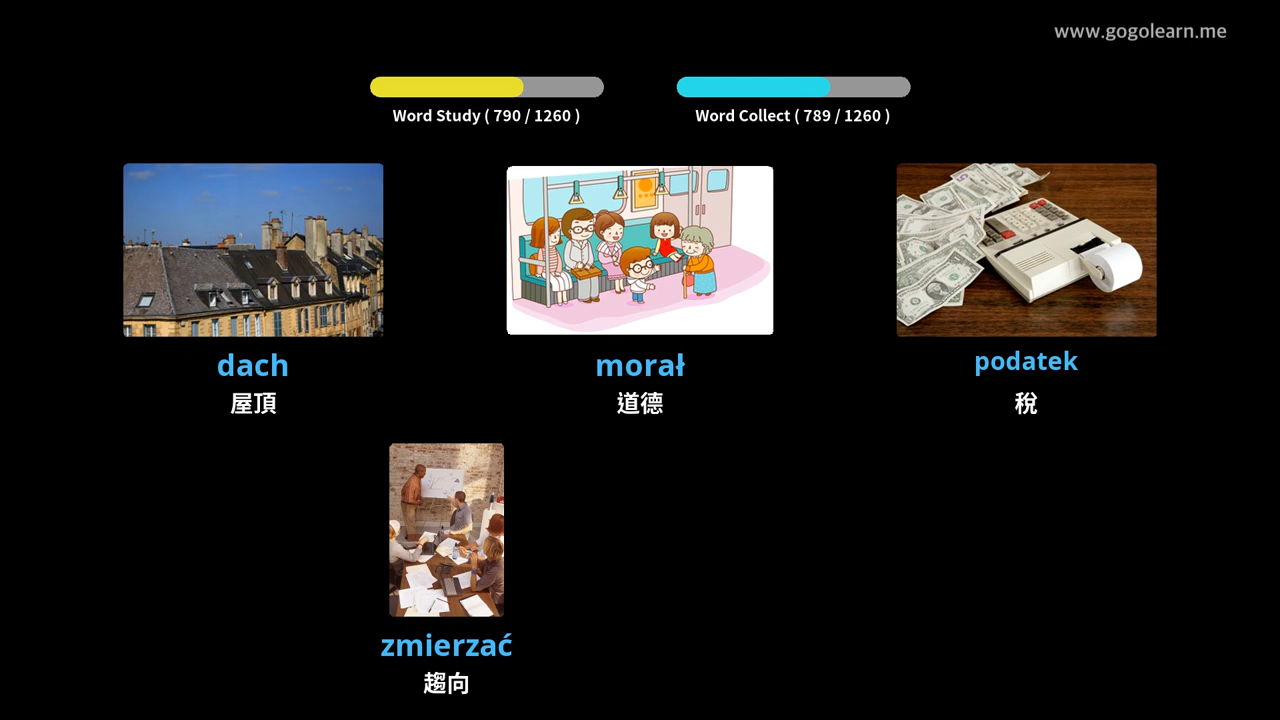 www.gogolearn.me
Word Study ( 790 / 1260 )
Word Collect ( 789 / 1260 )
dach
屋頂
morał
道德
podatek
稅
zmierzać
趨向